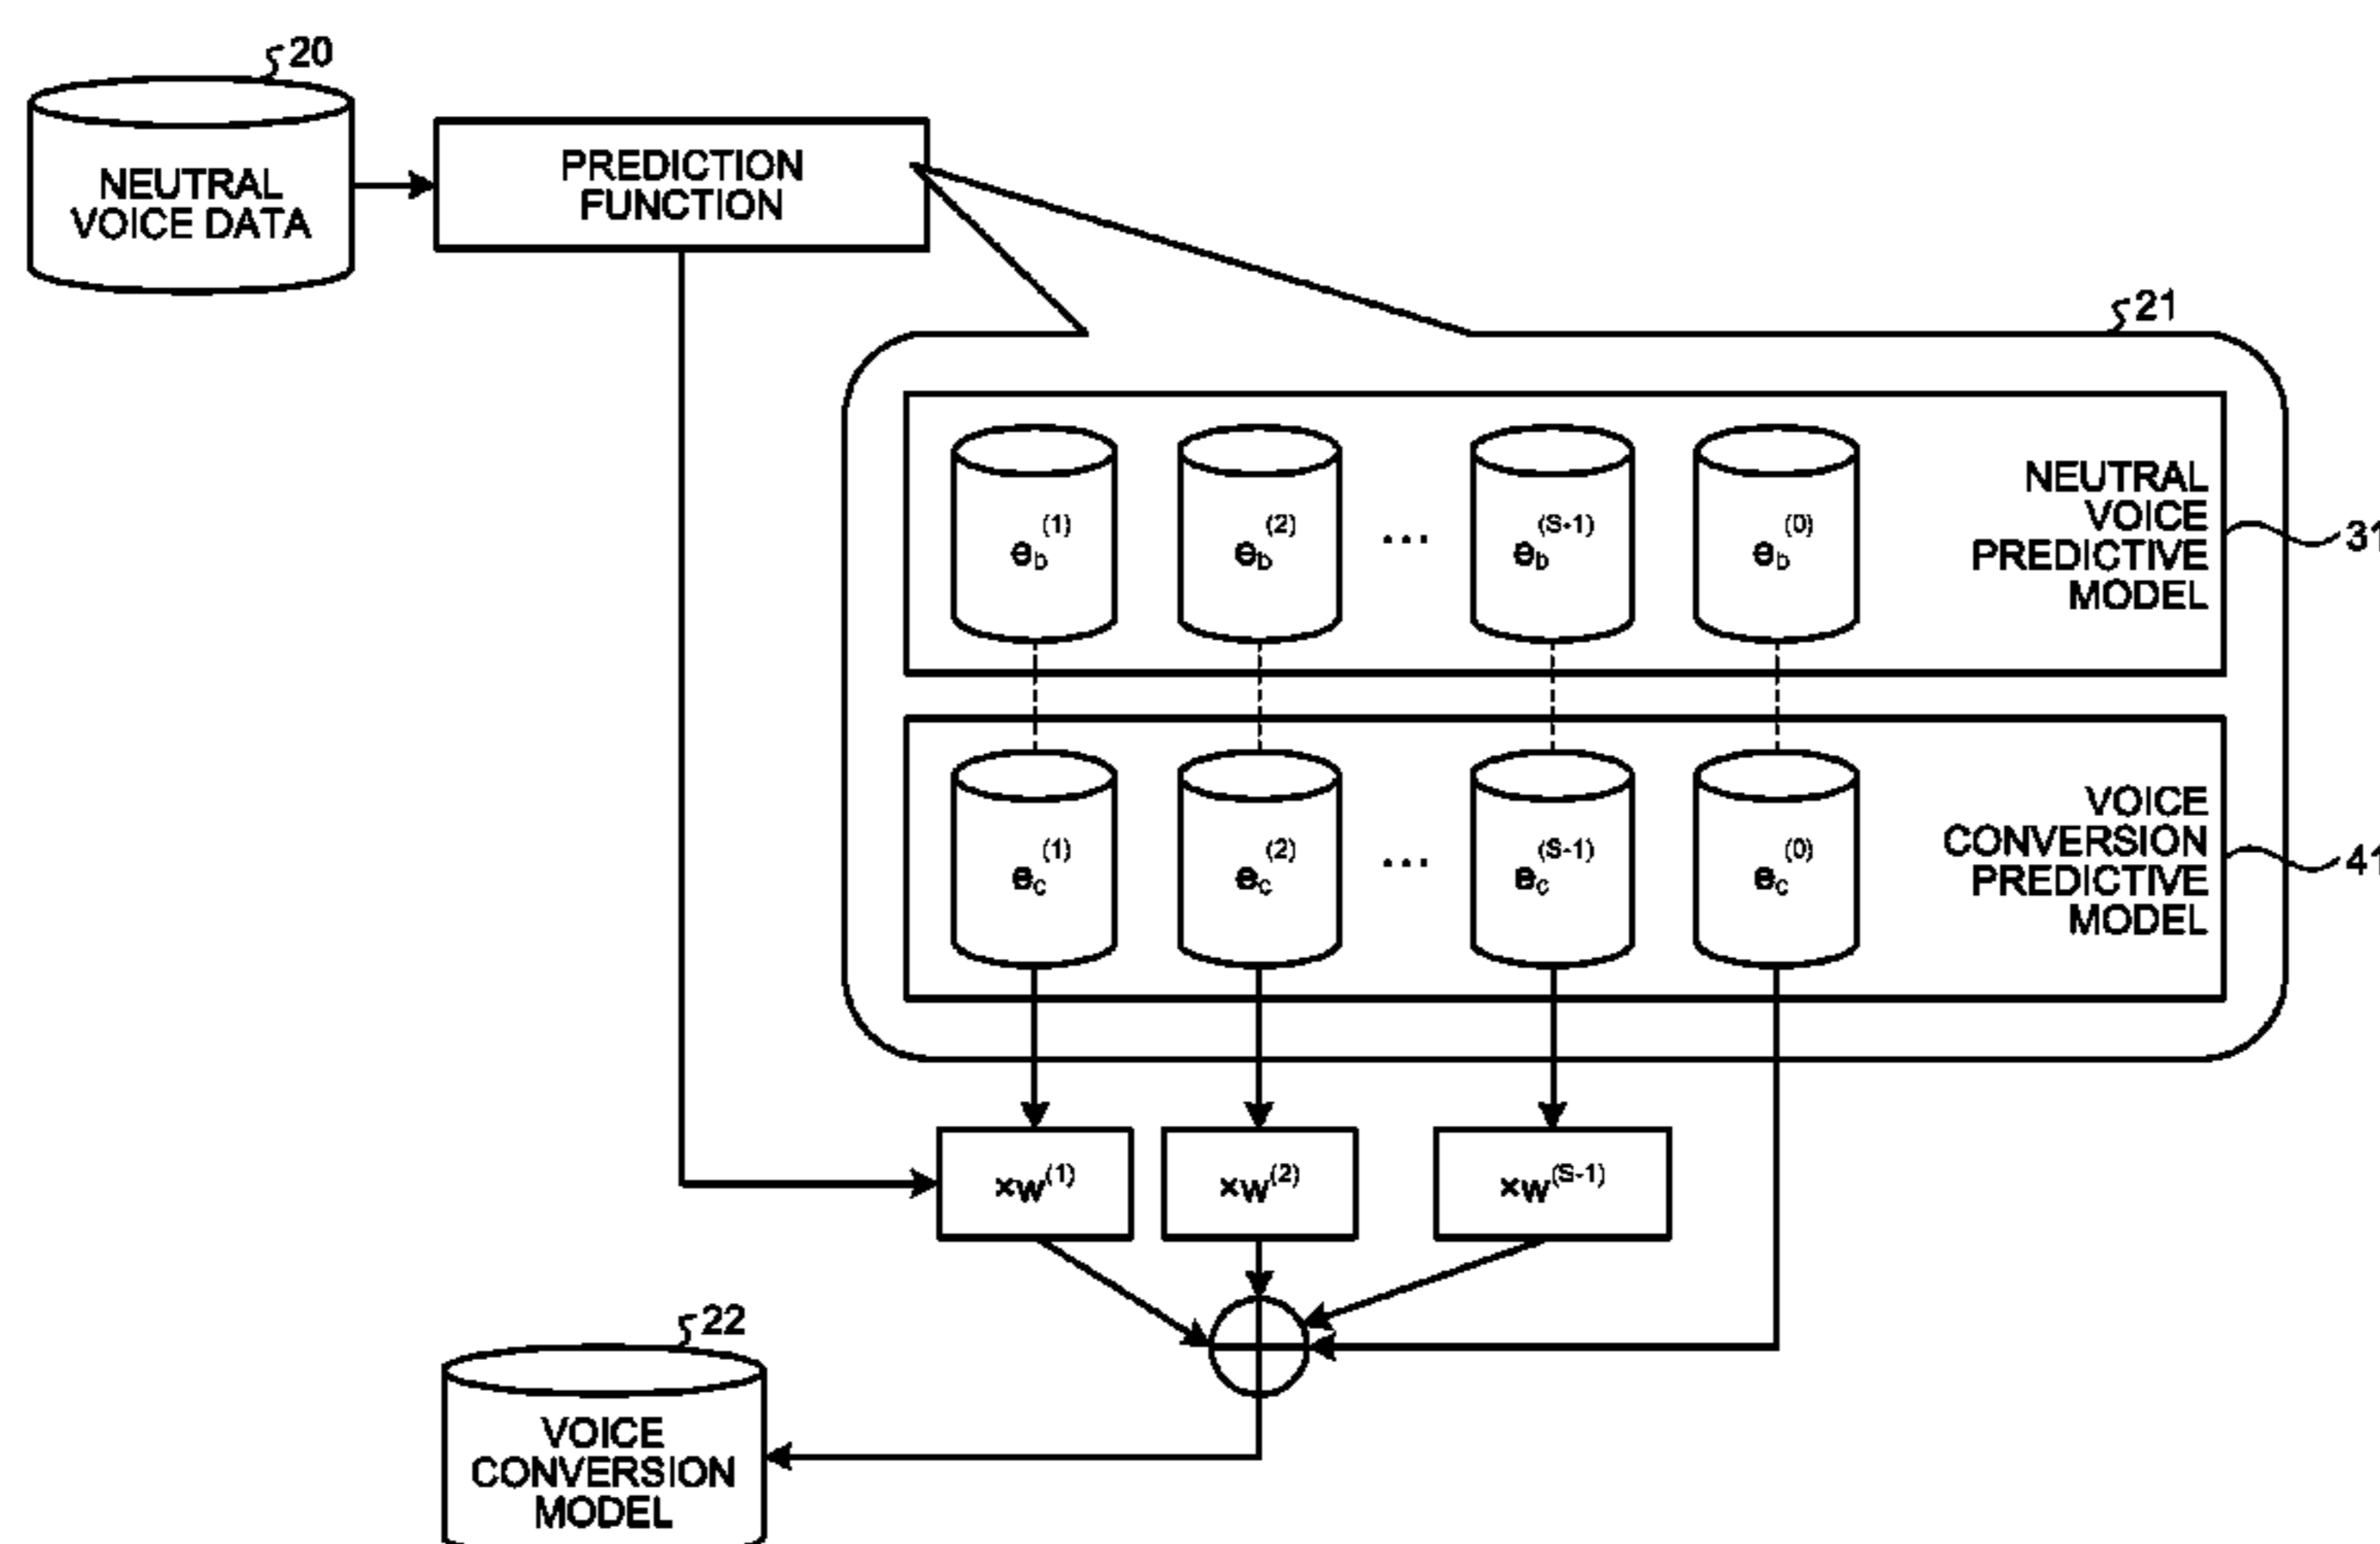 20
NEUTRAL
VOICE DATA
PREDICTION
FUNCTION
21
e_b^(1) e_b^(2) ... e_b^(S-1) e_b^(0)
NEUTRAL
VOICE
PREDICTIVE
MODEL
31
e_c^(1) e_c^(2) ... e_c^(S-1) e_c^(0)
VOICE
CONVERSION
PREDICTIVE
MODEL
41
×w^(1) ×w^(2) ×w^(S-1)
22
VOICE
CONVERSION
MODEL